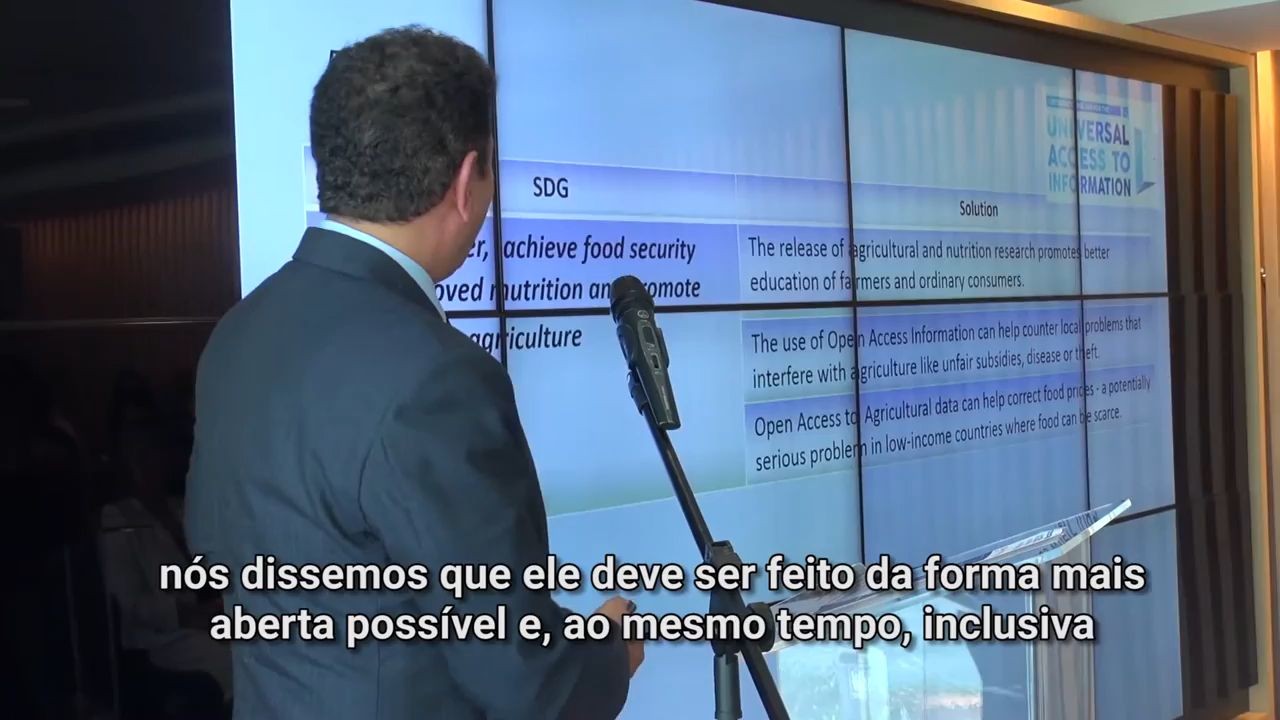 UNIVERSAL
ACCESS TO
INFORMATION
SDG
Solution
achieve food security
nutrition and promote
agriculture
The release of agricultural and nutrition research promotes better
education of farmers and ordinary consumers.
The use of Open Access Information can help counter local problems that
interfere with agriculture like unfair subsidies, disease or theft.
Open Access to Agricultural data can help correct food prices - a potentially
serious problem in low-income countries where food can be scarce.
nós dissemos que ele deve ser feito da forma mais
aberta possível e, ao mesmo tempo, inclusiva